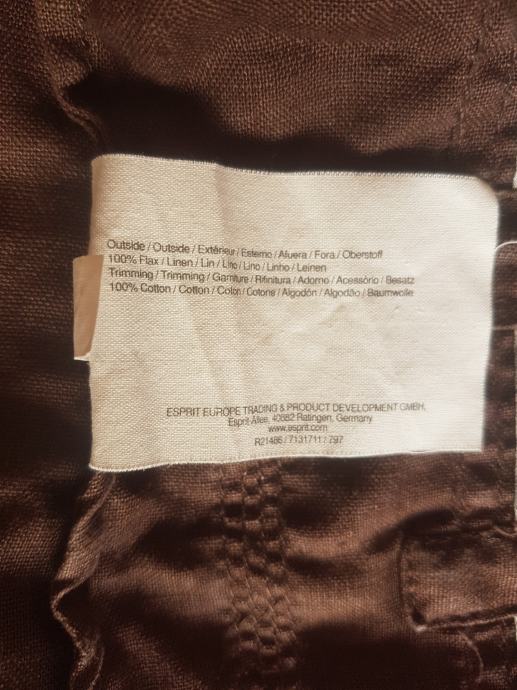 Outside / Outside / Extérieur / Esterno / Afuera / Fora / Oberstoff
100% Flax / Linen / Lin / Lino / Lino / Linho / Leinen
Trimming / Trimming / Garniture / Rifinitura / Adorno / Acessório / Besatz
100% Cotton / Cotton / Coton / Cotone / Algodón / Algodão / Baumwolle
ESPRIT EUROPE TRADING & PRODUCT DEVELOPMENT GMBH,
Esprit-Allee, 40882 Ratingen, Germany
www.esprit.com
R21486 / 7131711 / 797